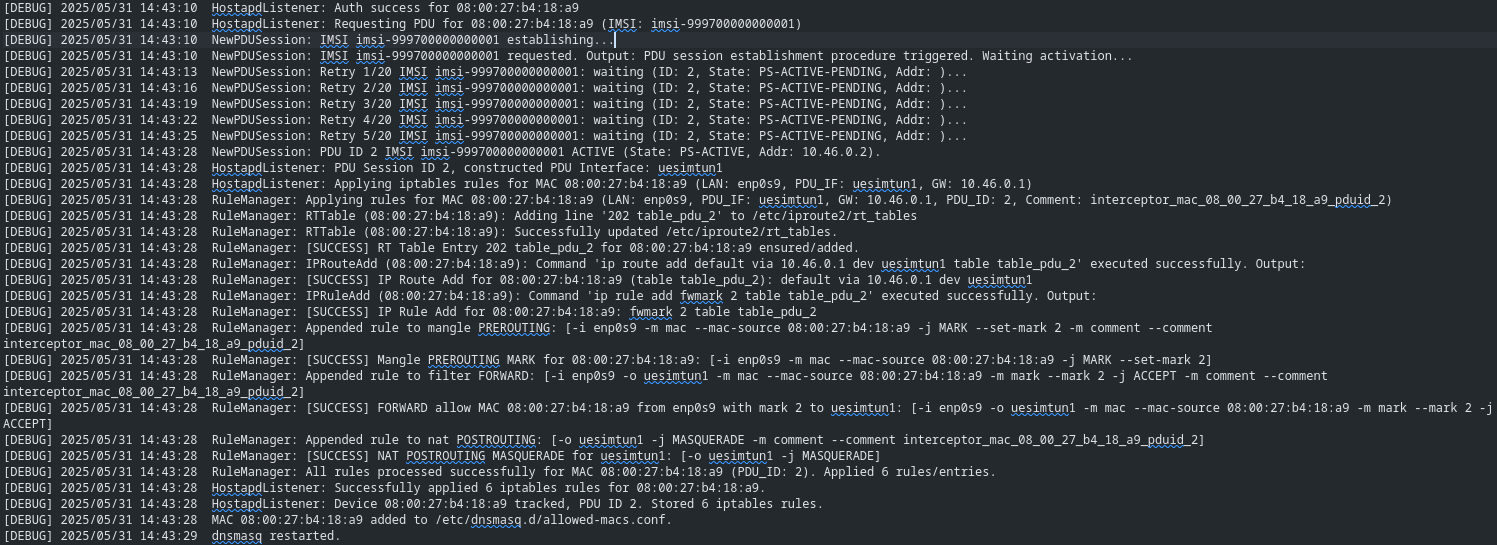 [DEBUG] 2025/05/31 14:43:10  HostapdListener: Auth success for 08:00:27:b4:18:a9
[DEBUG] 2025/05/31 14:43:10  HostapdListener: Requesting PDU for 08:00:27:b4:18:a9 (IMSI: imsi-999700000000001)
[DEBUG] 2025/05/31 14:43:10  NewPDUSession: IMSI imsi-999700000000001 establishing...
[DEBUG] 2025/05/31 14:43:10  NewPDUSession: IMSI imsi-999700000000001 requested. Output: PDU session establishment procedure triggered. Waiting activation...
[DEBUG] 2025/05/31 14:43:13  NewPDUSession: Retry 1/20 IMSI imsi-999700000000001: waiting (ID: 2, State: PS-ACTIVE-PENDING, Addr: )...
[DEBUG] 2025/05/31 14:43:16  NewPDUSession: Retry 2/20 IMSI imsi-999700000000001: waiting (ID: 2, State: PS-ACTIVE-PENDING, Addr: )...
[DEBUG] 2025/05/31 14:43:19  NewPDUSession: Retry 3/20 IMSI imsi-999700000000001: waiting (ID: 2, State: PS-ACTIVE-PENDING, Addr: )...
[DEBUG] 2025/05/31 14:43:22  NewPDUSession: Retry 4/20 IMSI imsi-999700000000001: waiting (ID: 2, State: PS-ACTIVE-PENDING, Addr: )...
[DEBUG] 2025/05/31 14:43:25  NewPDUSession: Retry 5/20 IMSI imsi-999700000000001: waiting (ID: 2, State: PS-ACTIVE-PENDING, Addr: )...
[DEBUG] 2025/05/31 14:43:28  NewPDUSession: PDU ID 2 IMSI imsi-999700000000001 ACTIVE (State: PS-ACTIVE, Addr: 10.46.0.2).
[DEBUG] 2025/05/31 14:43:28  HostapdListener: PDU Session ID 2, constructed PDU Interface: uesimtun1
[DEBUG] 2025/05/31 14:43:28  HostapdListener: Applying iptables rules for MAC 08:00:27:b4:18:a9 (LAN: enp0s9, PDU_IF: uesimtun1, GW: 10.46.0.1)
[DEBUG] 2025/05/31 14:43:28  RuleManager: Applying rules for MAC 08:00:27:b4:18:a9 (LAN: enp0s9, PDU_IF: uesimtun1, GW: 10.46.0.1, PDU_ID: 2, Comment: interceptor_mac_08_00_27_b4_18_a9_pduid_2)
[DEBUG] 2025/05/31 14:43:28  RuleManager: RTTable (08:00:27:b4:18:a9): Adding line '202 table_pdu_2' to /etc/iproute2/rt_tables
[DEBUG] 2025/05/31 14:43:28  RuleManager: RTTable (08:00:27:b4:18:a9): Successfully updated /etc/iproute2/rt_tables.
[DEBUG] 2025/05/31 14:43:28  RuleManager: [SUCCESS] RT Table Entry 202 table_pdu_2 for 08:00:27:b4:18:a9 ensured/added.
[DEBUG] 2025/05/31 14:43:28  RuleManager: IPRouteAdd (08:00:27:b4:18:a9): Command 'ip route add default via 10.46.0.1 dev uesimtun1 table table_pdu_2' executed successfully. Output:
[DEBUG] 2025/05/31 14:43:28  RuleManager: [SUCCESS] IP Route Add for 08:00:27:b4:18:a9 (table table_pdu_2): default via 10.46.0.1 dev uesimtun1
[DEBUG] 2025/05/31 14:43:28  RuleManager: IPRuleAdd (08:00:27:b4:18:a9): Command 'ip rule add fwmark 2 table table_pdu_2' executed successfully. Output:
[DEBUG] 2025/05/31 14:43:28  RuleManager: [SUCCESS] IP Rule Add for 08:00:27:b4:18:a9: fwmark 2 table table_pdu_2
[DEBUG] 2025/05/31 14:43:28  RuleManager: Appended rule to mangle PREROUTING: [-i enp0s9 -m mac --mac-source 08:00:27:b4:18:a9 -j MARK --set-mark 2 -m comment --comment
interceptor_mac_08_00_27_b4_18_a9_pduid_2]
[DEBUG] 2025/05/31 14:43:28  RuleManager: [SUCCESS] Mangle PREROUTING MARK for 08:00:27:b4:18:a9: [-i enp0s9 -m mac --mac-source 08:00:27:b4:18:a9 -j MARK --set-mark 2]
[DEBUG] 2025/05/31 14:43:28  RuleManager: Appended rule to filter FORWARD: [-i enp0s9 -o uesimtun1 -m mac --mac-source 08:00:27:b4:18:a9 -m mark --mark 2 -j ACCEPT -m comment --comment
interceptor_mac_08_00_27_b4_18_a9_pduid_2]
[DEBUG] 2025/05/31 14:43:28  RuleManager: [SUCCESS] FORWARD allow MAC 08:00:27:b4:18:a9 from enp0s9 with mark 2 to uesimtun1: [-i enp0s9 -o uesimtun1 -m mac --mac-source 08:00:27:b4:18:a9 -m mark --mark 2 -j
ACCEPT]
[DEBUG] 2025/05/31 14:43:28  RuleManager: Appended rule to nat POSTROUTING: [-o uesimtun1 -j MASQUERADE -m comment --comment interceptor_mac_08_00_27_b4_18_a9_pduid_2]
[DEBUG] 2025/05/31 14:43:28  RuleManager: [SUCCESS] NAT POSTROUTING MASQUERADE for uesimtun1: [-o uesimtun1 -j MASQUERADE]
[DEBUG] 2025/05/31 14:43:28  RuleManager: All rules processed successfully for MAC 08:00:27:b4:18:a9 (PDU_ID: 2). Applied 6 rules/entries.
[DEBUG] 2025/05/31 14:43:28  HostapdListener: Successfully applied 6 iptables rules for 08:00:27:b4:18:a9.
[DEBUG] 2025/05/31 14:43:28  HostapdListener: Device 08:00:27:b4:18:a9 tracked, PDU ID 2. Stored 6 iptables rules.
[DEBUG] 2025/05/31 14:43:28  MAC 08:00:27:b4:18:a9 added to /etc/dnsmasq.d/allowed-macs.conf.
[DEBUG] 2025/05/31 14:43:29  dnsmasq restarted.